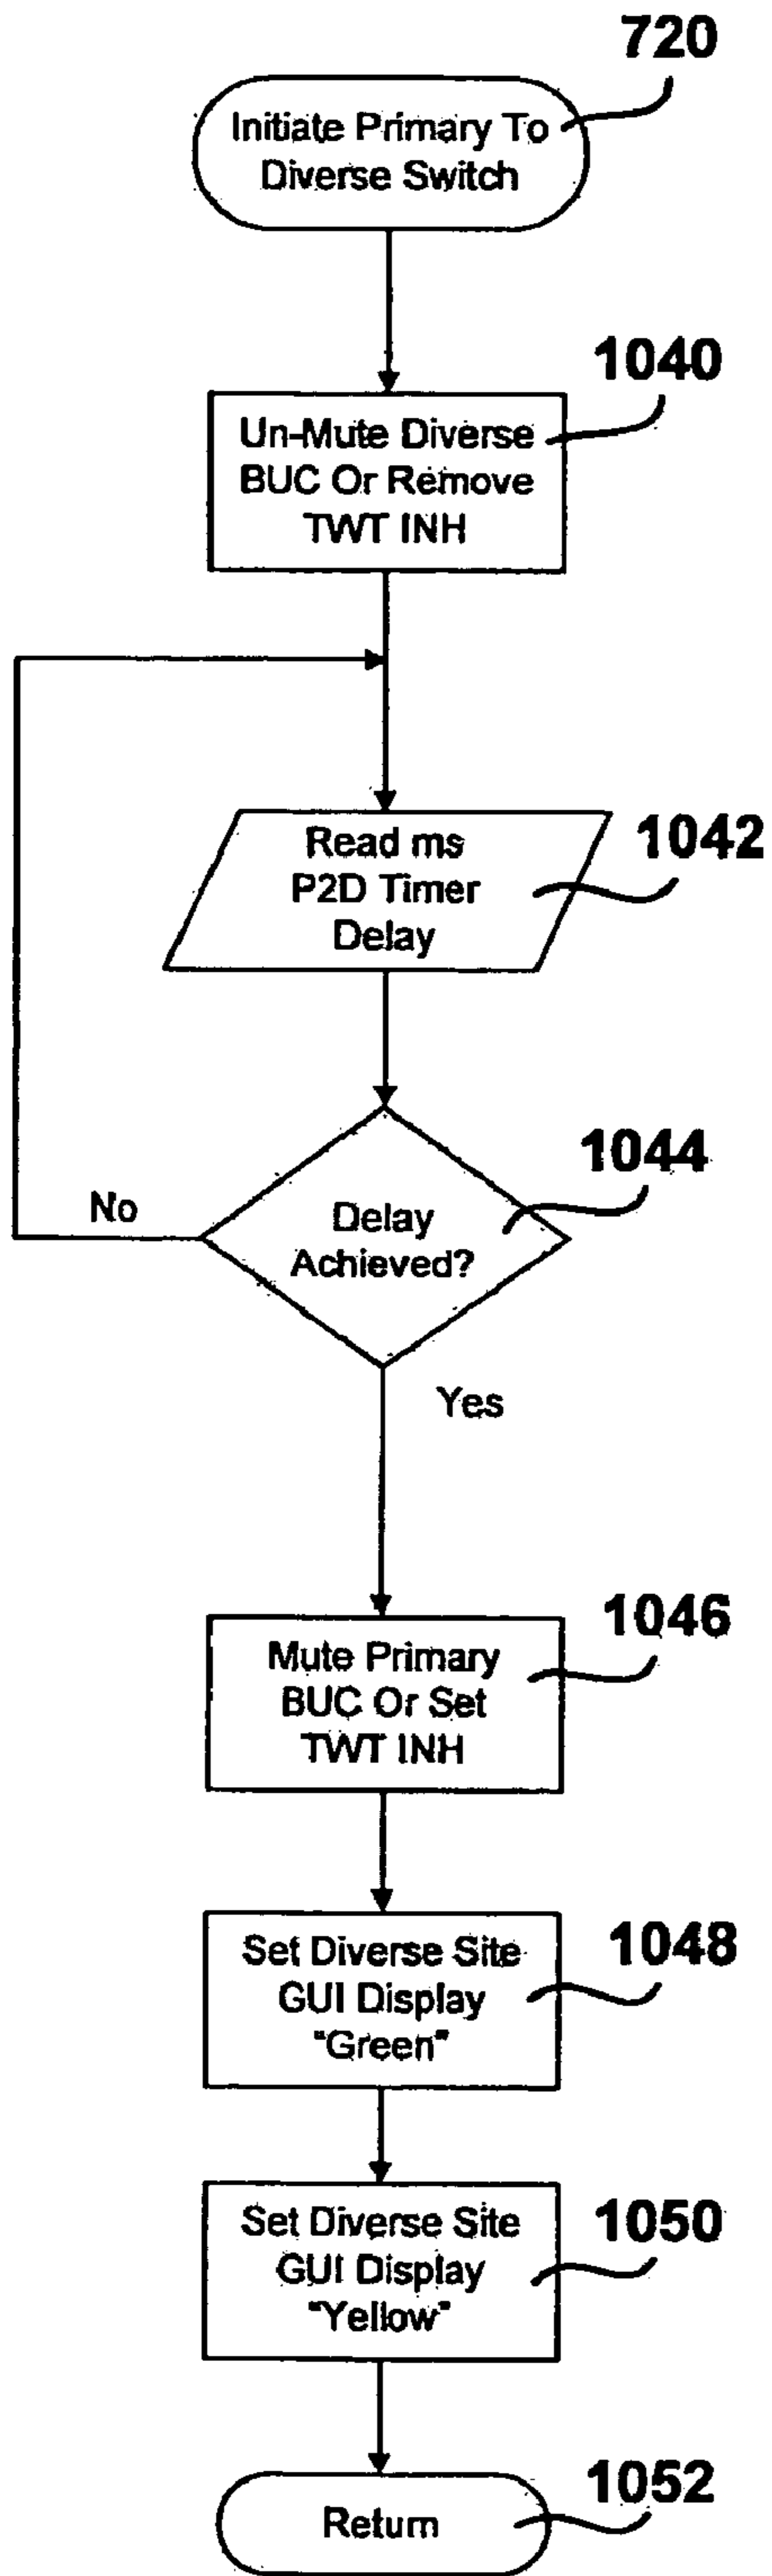 720
Initiate Primary To
Diverse Switch
1040
Un-Mute Diverse
BUC Or Remove
TWT INH
1042
Read ms
P2D Timer
Delay
1044
Delay
Achieved?
No
Yes
1046
Mute Primary
BUC Or Set
TWT INH
1048
Set Diverse Site
GUI Display
"Green"
1050
Set Diverse Site
GUI Display
"Yellow"
1052
Return